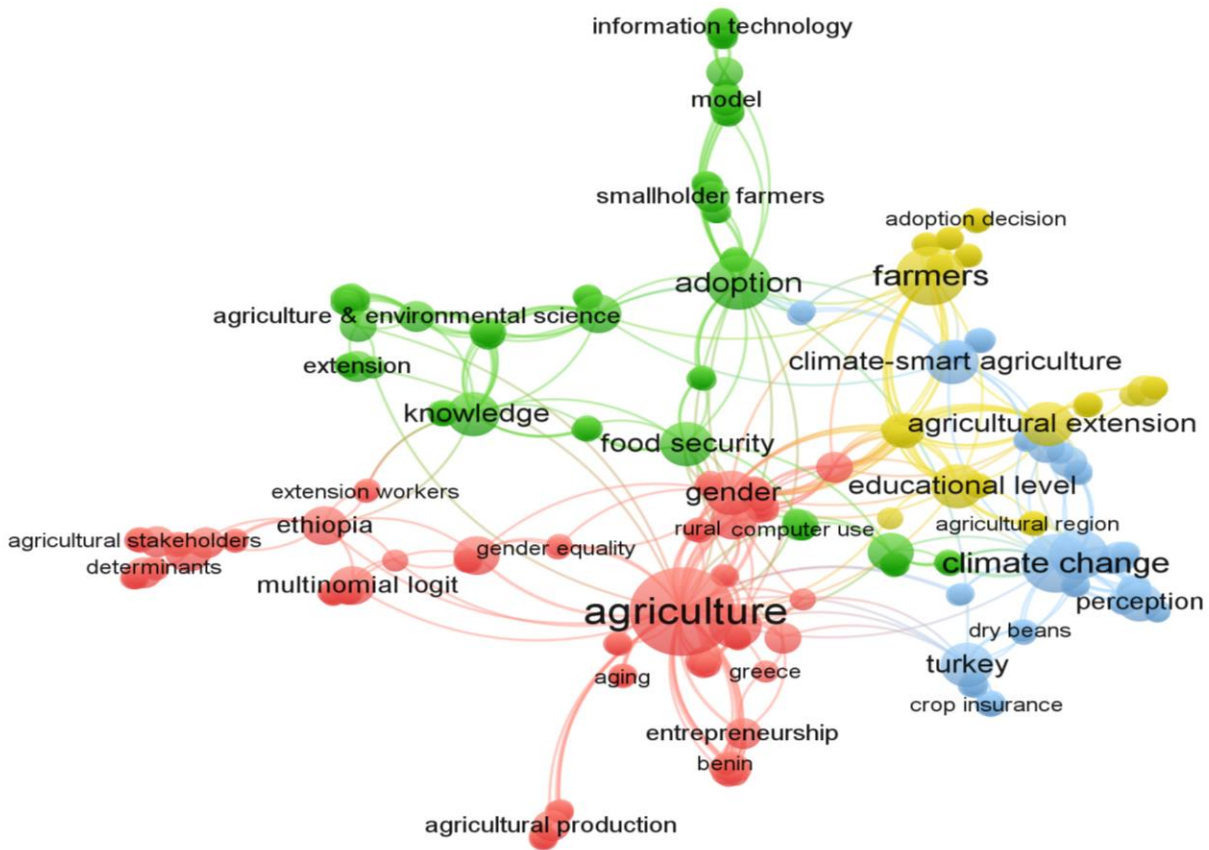 information technology
model
smallholder farmers
adoption decision
farmers
adoption
agriculture & environmental science
climate-smart agriculture
extension
knowledge
agricultural extension
food security
extension workers
gender
educational level
ethiopia
rural
computer use
agricultural region
agricultural stakeholders
gender equality
determinants
multinomial logit
climate change
perception
agriculture
dry beans
turkey
aging
greece
crop insurance
entrepreneurship
benin
agricultural production